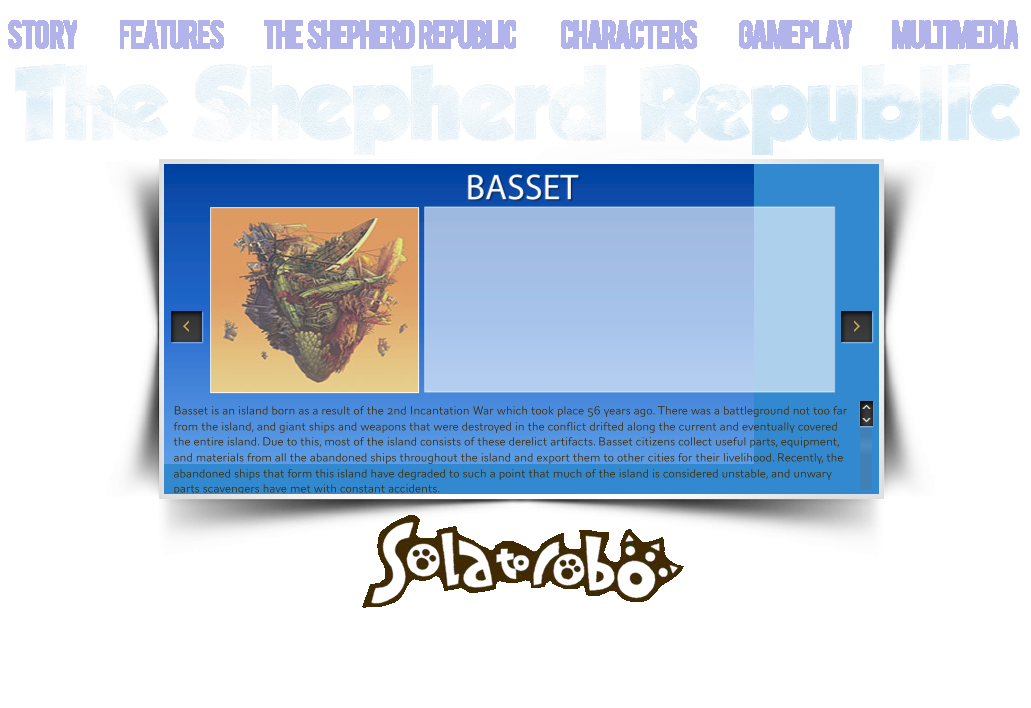 STORY FEATURES THE SHEPHERD REPUBLIC CHARACTERS GAMEPLAY MULTIMEDIA
The Shepherd Republic
BASSET
Basset is an island born as a result of the 2nd Incantation War which took place 56 years ago. There was a battleground not too far
from the island, and giant ships and weapons that were destroyed in the conflict drifted along the current and eventually covered
the entire island. Due to this, most of the island consists of these derelict artifacts. Basset citizens collect useful parts, equipment,
and materials from all the abandoned ships throughout the island and export them to other cities for their livelihood. Recently, the
abandoned ships that form this island have degraded to such a point that much of the island is considered unstable, and unwary
parts scavengers have met with constant accidents.
Solatorobo